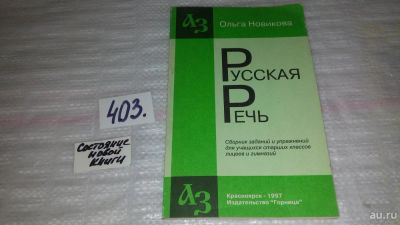 АЗ
Ольга Новикова
РУССКАЯ
РЕЧЬ
Сборник заданий и упражнений
для учащихся старших классов
лицеев и гимназий
АЗ
Красноярск - 1997
Издательство "Горница"
403.
Состояние
новой
книги
au.ru